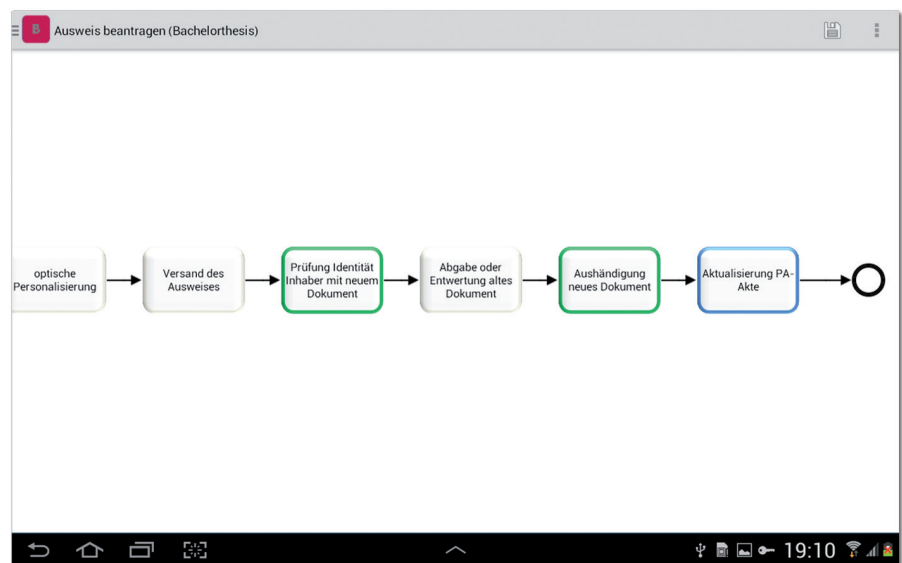 B Ausweis beantragen (Bachelorthesis)
optische
Personalisierung
Versand des
Ausweises
Prüfung Identität
Inhaber mit neuem
Dokument
Abgabe oder
Entwertung altes
Dokument
Aushändigung
neues Dokument
Aktualisierung PA-
Akte
19:10